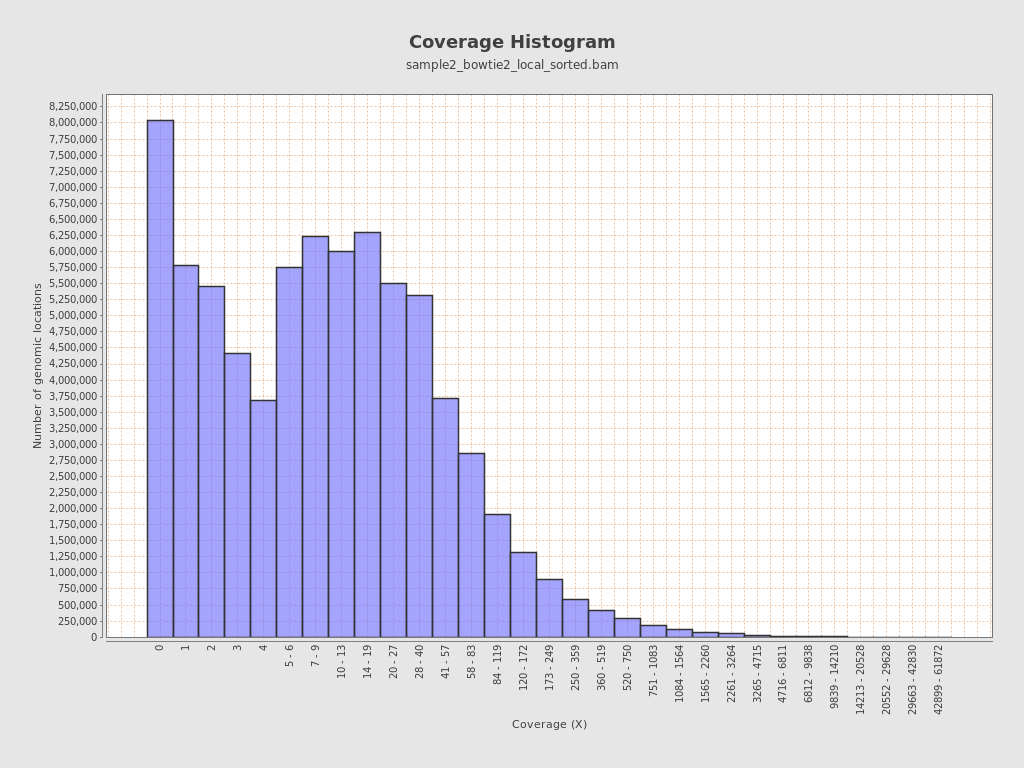 Coverage Histogram
sample2_bowtie2_local_sorted.bam
Number of genomic locations
8,250,000
8,000,000
7,750,000
7,500,000
7,250,000
7,000,000
6,750,000
6,500,000
6,250,000
6,000,000
5,750,000
5,500,000
5,250,000
5,000,000
4,750,000
4,500,000
4,250,000
4,000,000
3,750,000
3,500,000
3,250,000
3,000,000
2,750,000
2,500,000
2,250,000
2,000,000
1,750,000
1,500,000
1,250,000
1,000,000
750,000
500,000
250,000
0
0
1
2
3
4
5 - 6
7 - 9
10 - 13
14 - 19
20 - 27
28 - 40
41 - 57
58 - 83
84 - 119
120 - 172
173 - 249
250 - 359
360 - 519
520 - 750
751 - 1083
1084 - 1564
1565 - 2260
2261 - 3264
3265 - 4715
4716 - 6811
6812 - 9838
9839 - 14210
14213 - 20528
20552 - 29628
29663 - 42830
42899 - 61872
Coverage (X)